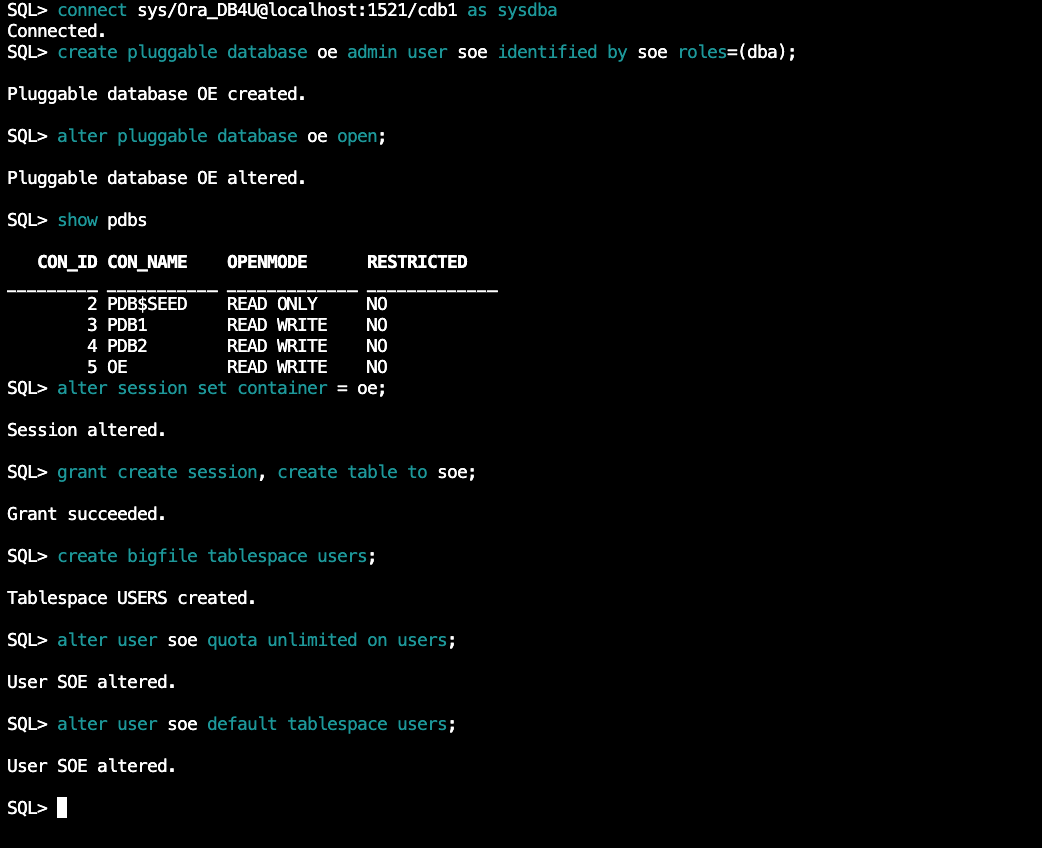 SQL> connect sys/Ora_DB4U@localhost:1521/cdb1 as sysdba
Connected.
SQL> create pluggable database oe admin user soe identified by soe roles=(dba);
Pluggable database OE created.
SQL> alter pluggable database oe open;
Pluggable database OE altered.
SQL> show pdbs
CON_ID CON_NAME OPENMODE RESTRICTED
_________ ___________ _____________ _____________
2 PDB$SEED READ ONLY NO
3 PDB1 READ WRITE NO
4 PDB2 READ WRITE NO
5 OE READ WRITE NO
SQL> alter session set container = oe;
Session altered.
SQL> grant create session, create table to soe;
Grant succeeded.
SQL> create bigfile tablespace users;
Tablespace USERS created.
SQL> alter user soe quota unlimited on users;
User SOE altered.
SQL> alter user soe default tablespace users;
User SOE altered.
SQL>